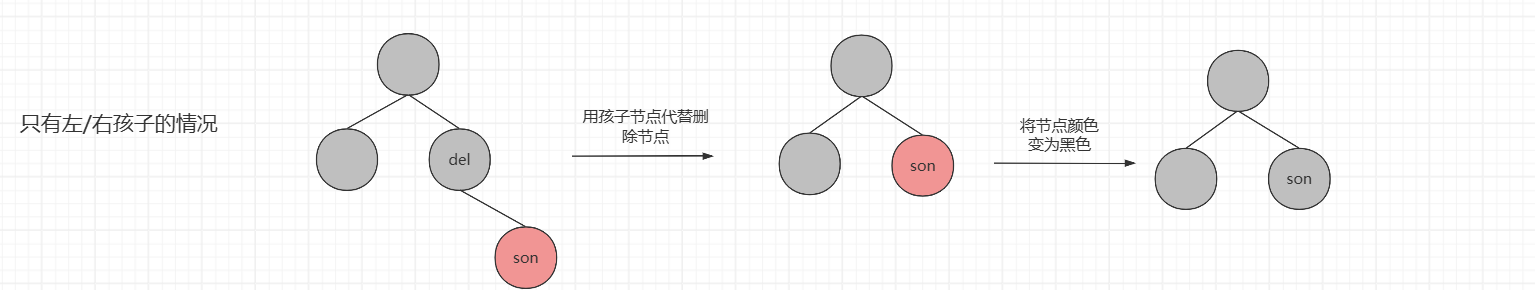 只有左/右孩子的情况
del
son
用孩子节点代替删
除节点
son
将节点颜色
变为黑色
son